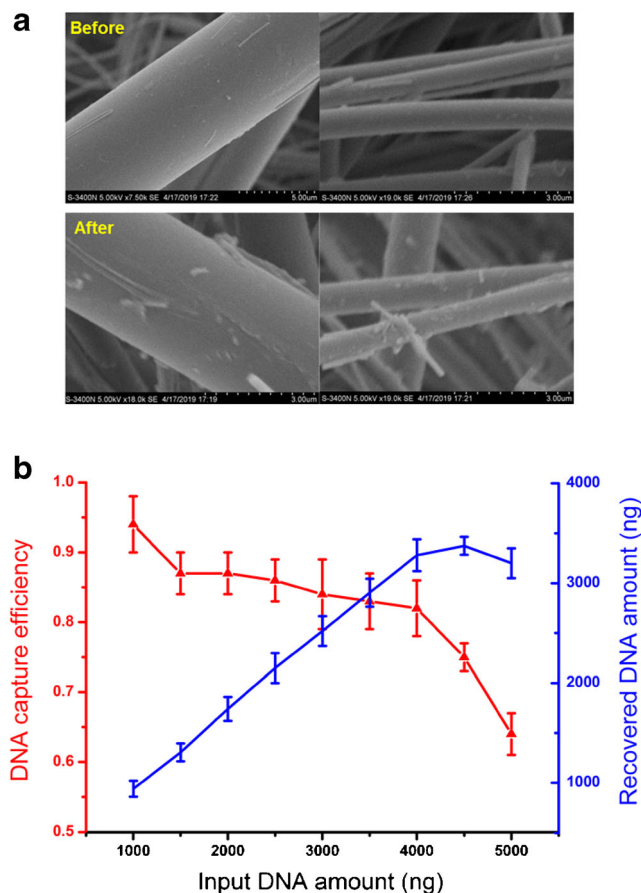 a
Before
S-3400N 5.00kV x7.50k SE 4/17/2019 17:22 5.00um
S-3400N 5.00kV x19.0k SE 4/17/2019 17:26 3.00um
After
S-3400N 5.00kV x18.0k SE 4/17/2019 17:19 3.00um
S-3400N 5.00kV x19.0k SE 4/17/2019 17:21 3.00um
b
DNA capture efficiency
1.0
0.9
0.8
0.7
0.6
0.5
4000
3000
2000
1000
Recovered DNA amount (ng)
1000 2000 3000 4000 5000
Input DNA amount (ng)